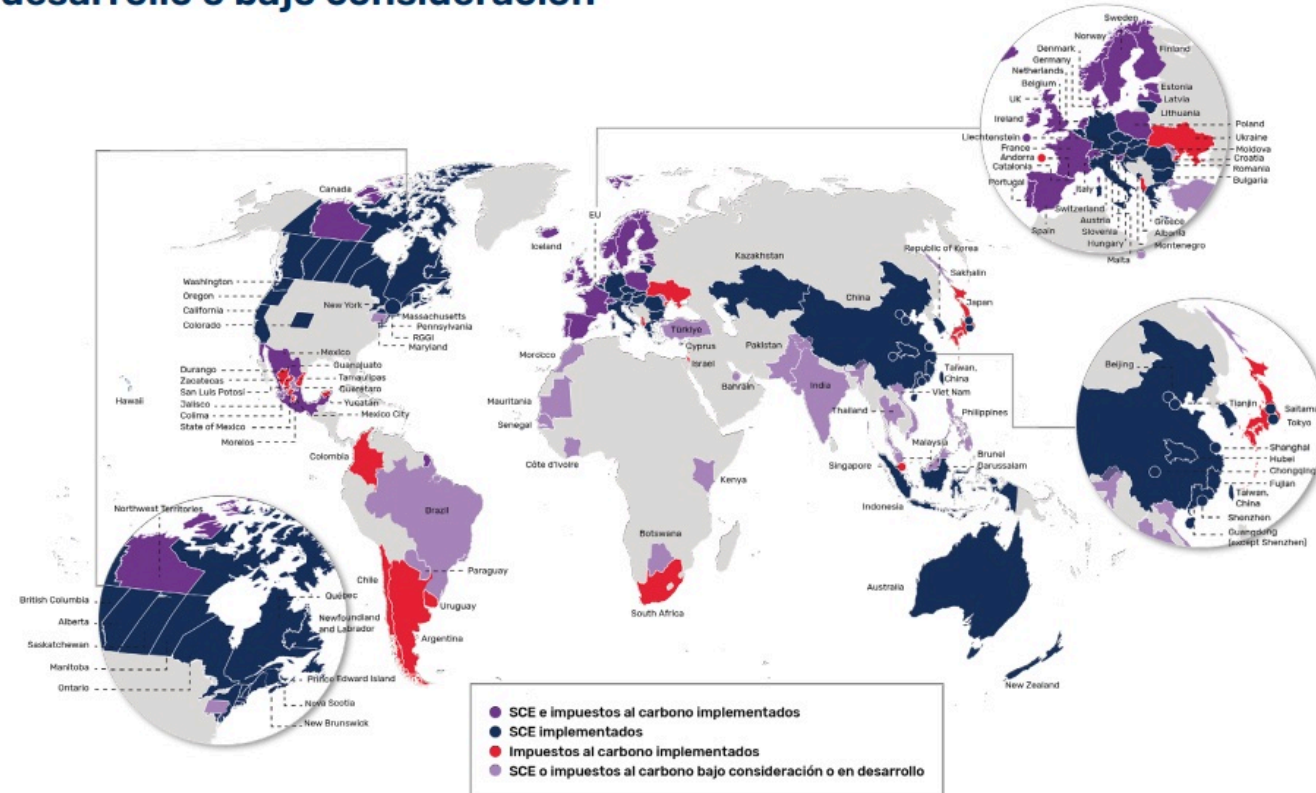 desarrollo o bajo consideración
Sweden
Norway
Denmark
Germany
Netherlands
Belgium
UK
Ireland
Liechtenstein
France
Andorra
Catalonia
Portugal
Spain
Italy
Switzerland
Austria
Slovenia
Hungary
Malta
Finland
Estonia
Latvia
Lithuania
Poland
Ukraine
Moldova
Croatia
Romania
Bulgaria
Greece
Albania
Montenegro
Canada
Washington
Oregon
California
Colorado
New York
Massachusetts
Pennsylvania
RGGI
Maryland
Hawaii
Mexico
Guanajuato
Tamaulipas
Querétaro
Yucatán
Mexico City
Durango
Zacatecas
San Luis Potosí
Jalisco
Colima
State of Mexico
Morelos
Colombia
Brazil
Paraguay
Uruguay
Chile
Argentina
Iceland
EU
Morocco
Mauritania
Senegal
Côte d'Ivoire
Kenya
Botswana
South Africa
Türkiye
Cyprus
Israel
Bahrain
Kazakhstan
Pakistan
India
China
Republic of Korea
Sakhalin
Japan
Taiwan,
China
Viet Nam
Thailand
Philippines
Malaysia
Brunei
Darussalam
Singapore
Indonesia
Australia
New Zealand
Beijing
Tianjin
Saitama
Tokyo
Shanghai
Hubei
Chongqing
Fujian
Taiwan,
China
Shenzhen
Guangdong
(except Shenzhen)
Northwest Territories
British Columbia
Alberta
Saskatchewan
Manitoba
Ontario
Québec
Newfoundland
and Labrador
Prince Edward Island
Nova Scotia
New Brunswick
SCE e impuestos al carbono implementados
SCE implementados
Impuestos al carbono implementados
SCE o impuestos al carbono bajo consideración o en desarrollo